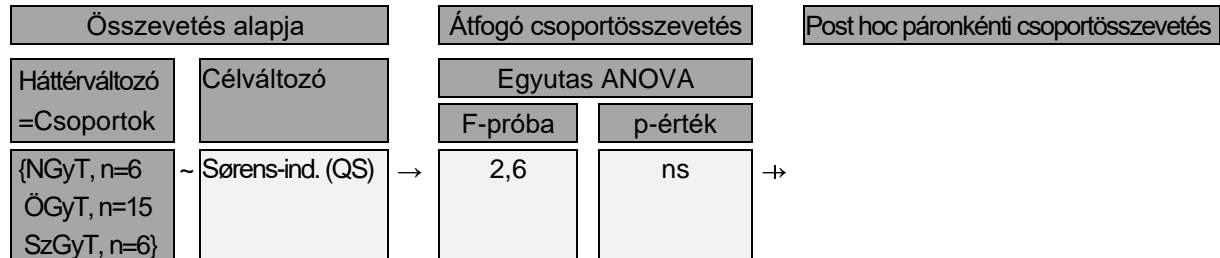 Összevetés alapja
Átfogó csoportösszevetés
Post hoc páronkénti csoportösszevetés
Háttérváltozó
=Csoportok
Célváltozó
Egyutas ANOVA
F-próba
p-érték
{NGyT, n=6
ÖGyT, n=15
SzGyT, n=6}
~
Sørens-ind. (QS)
→
2,6
ns
⇸